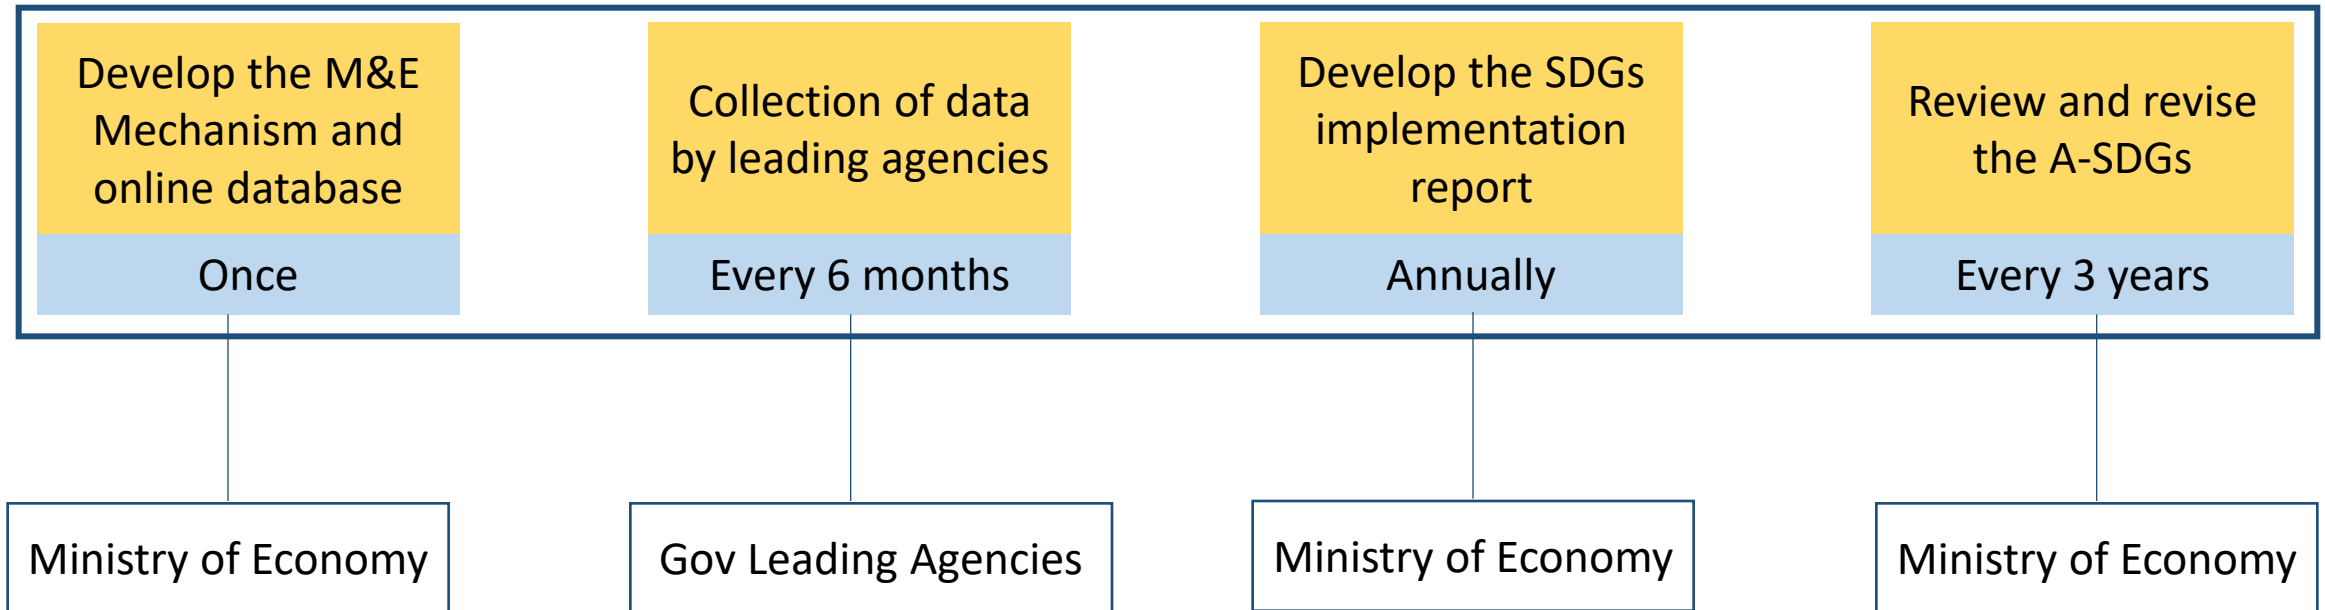 Develop the M&E
Mechanism and
online database
Once
Collection of data
by leading agencies
Every 6 months
Develop the SDGs
implementation
report
Annually
Review and revise
the A-SDGs
Every 3 years
Ministry of Economy
Gov Leading Agencies
Ministry of Economy
Ministry of Economy